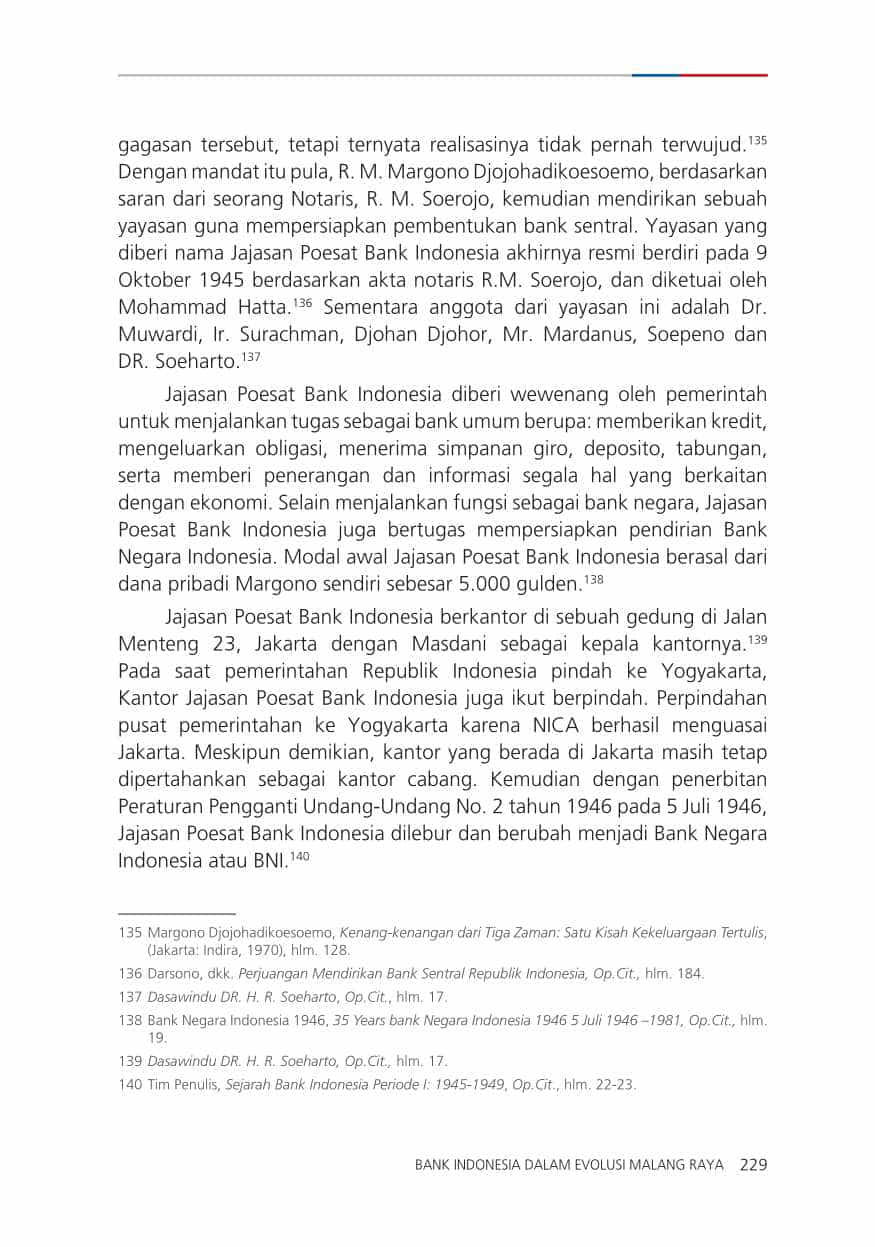 gagasan tersebut, tetapi ternyata realisasinya tidak pernah terwujud.¹³⁵
Dengan mandat itu pula, R. M. Margono Djojohadikoesoemo, berdasarkan
saran dari seorang Notaris, R. M. Soerojo, kemudian mendirikan sebuah
yayasan guna mempersiapkan pembentukan bank sentral. Yayasan yang
diberi nama Jajasan Poesat Bank Indonesia akhirnya resmi berdiri pada 9
Oktober 1945 berdasarkan akta notaris R.M. Soerojo, dan diketuai oleh
Mohammad Hatta.¹³⁶ Sementara anggota dari yayasan ini adalah Dr.
Muwardi, Ir. Surachman, Djohan Djohor, Mr. Mardanus, Soepeno dan
DR. Soeharto.¹³⁷
Jajasan Poesat Bank Indonesia diberi wewenang oleh pemerintah
untuk menjalankan tugas sebagai bank umum berupa: memberikan kredit,
mengeluarkan obligasi, menerima simpanan giro, deposito, tabungan,
serta memberi penerangan dan informasi segala hal yang berkaitan
dengan ekonomi. Selain menjalankan fungsi sebagai bank negara, Jajasan
Poesat Bank Indonesia juga bertugas mempersiapkan pendirian Bank
Negara Indonesia. Modal awal Jajasan Poesat Bank Indonesia berasal dari
dana pribadi Margono sendiri sebesar 5.000 gulden.¹³⁸
Jajasan Poesat Bank Indonesia berkantor di sebuah gedung di Jalan
Menteng 23, Jakarta dengan Masdani sebagai kepala kantornya.¹³⁹
Pada saat pemerintahan Republik Indonesia pindah ke Yogyakarta,
Kantor Jajasan Poesat Bank Indonesia juga ikut berpindah. Perpindahan
pusat pemerintahan ke Yogyakarta karena NICA berhasil menguasai
Jakarta. Meskipun demikian, kantor yang berada di Jakarta masih tetap
dipertahankan sebagai kantor cabang. Kemudian dengan penerbitan
Peraturan Pengganti Undang-Undang No. 2 tahun 1946 pada 5 Juli 1946,
Jajasan Poesat Bank Indonesia dilebur dan berubah menjadi Bank Negara
Indonesia atau BNI.¹⁴⁰
135 Margono Djojohadikoesoemo, Kenang-kenangan dari Tiga Zaman: Satu Kisah Kekeluargaan Tertulis,
(Jakarta: Indira, 1970), hlm. 128.
136 Darsono, dkk. Perjuangan Mendirikan Bank Sentral Republik Indonesia, Op.Cit., hlm. 184.
137 Dasawindu DR. H. R. Soeharto, Op.Cit., hlm. 17.
138 Bank Negara Indonesia 1946, 35 Years bank Negara Indonesia 1946 5 Juli 1946 –1981, Op.Cit., hlm.
19.
139 Dasawindu DR. H. R. Soeharto, Op.Cit., hlm. 17.
140 Tim Penulis, Sejarah Bank Indonesia Periode I: 1945-1949, Op.Cit., hlm. 22-23.
BANK INDONESIA DALAM EVOLUSI MALANG RAYA 229